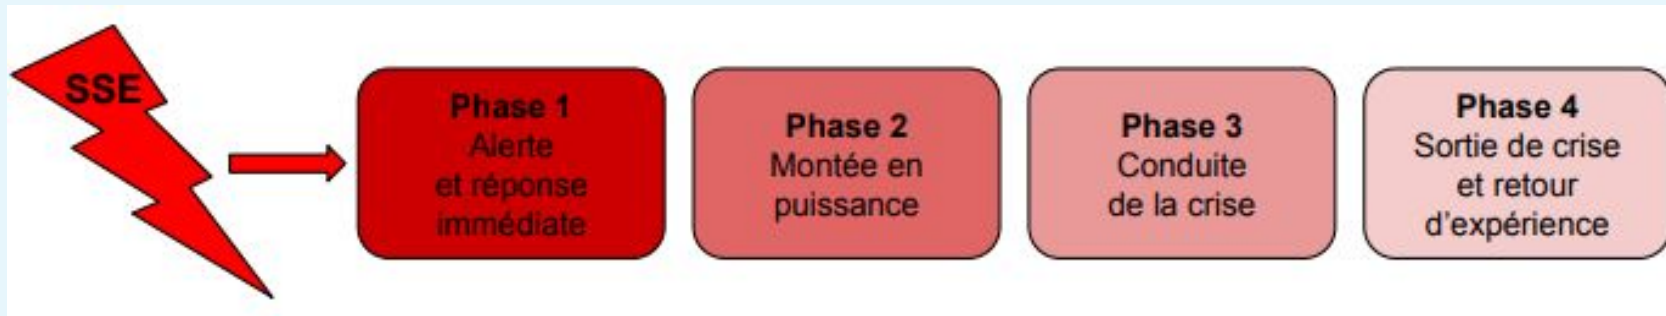 SSE
Phase 1
Alerte
et réponse
immédiate
Phase 2
Montée en
puissance
Phase 3
Conduite
de la crise
Phase 4
Sortie de crise
et retour
d'expérience